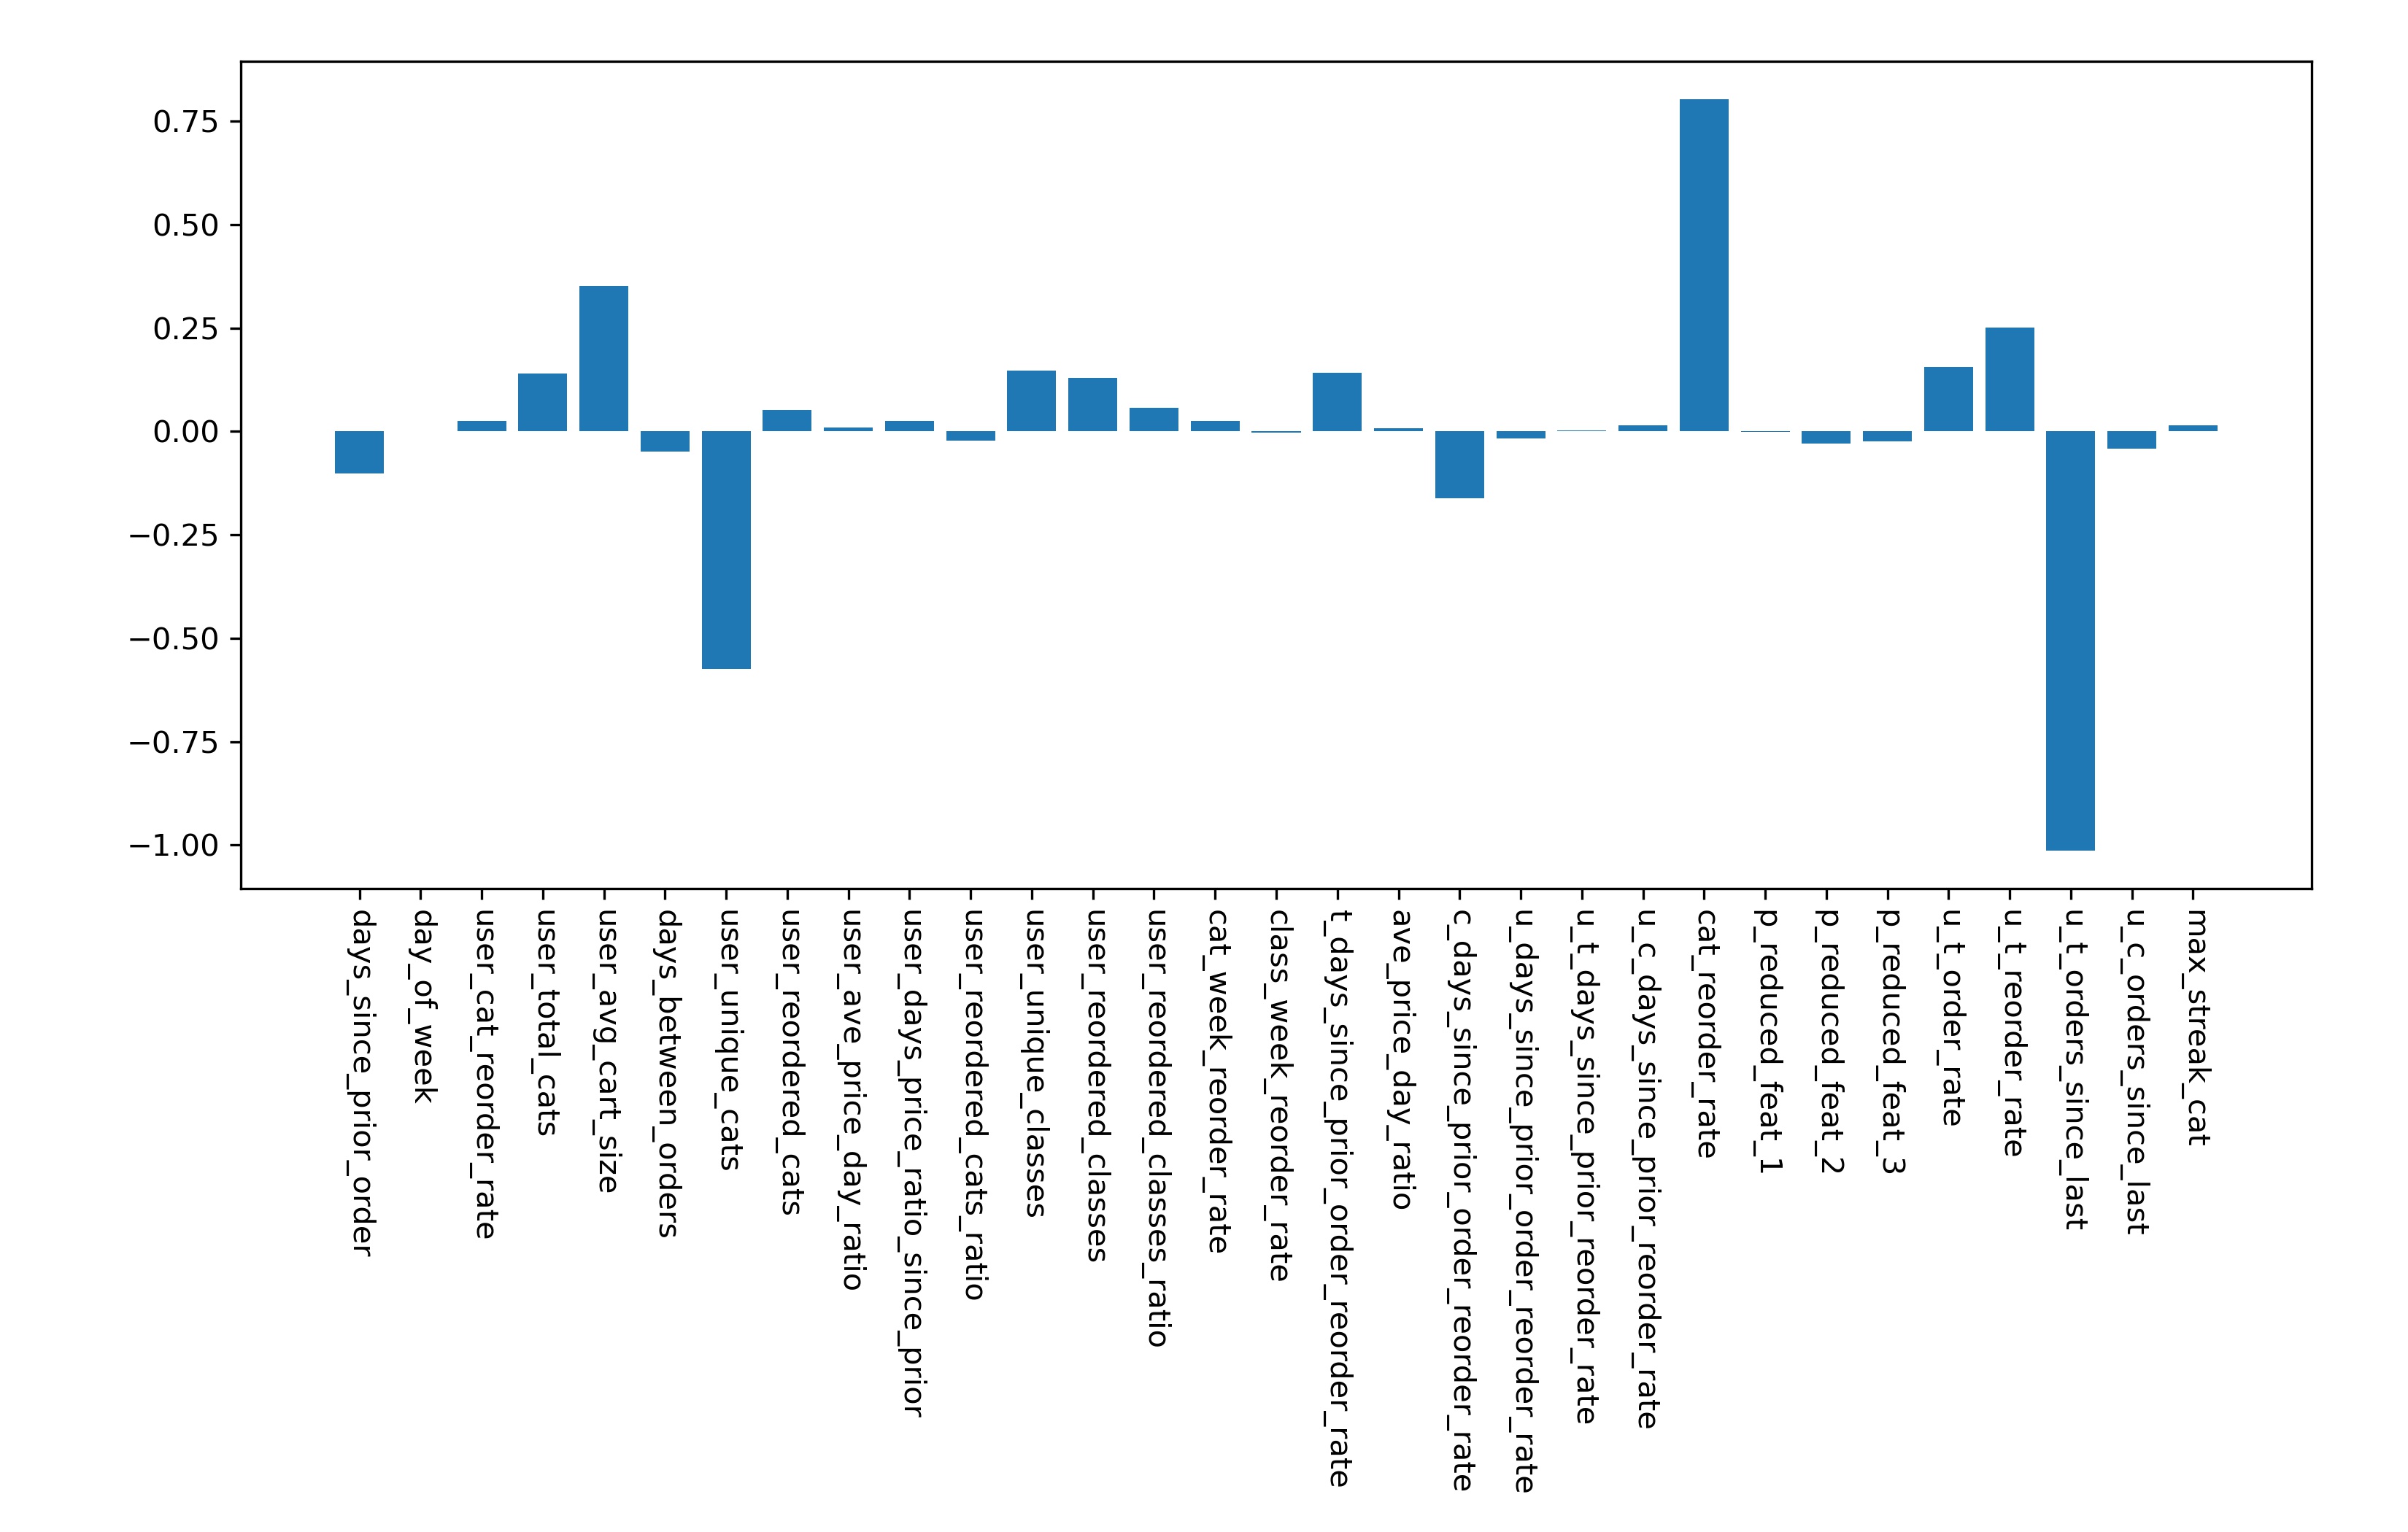 0.75
0.50
0.25
0.00
−0.25
−0.50
−0.75
−1.00
days_since_prior_order
day_of_week
user_cat_reorder_rate
user_total_cats
user_avg_cart_size
days_between_orders
user_unique_cats
user_reordered_cats
user_ave_price_day_ratio
user_days_price_ratio_since_prior
user_reordered_cats_ratio
user_unique_classes
user_reordered_classes
user_reordered_classes_ratio
cat_week_reorder_rate
class_week_reorder_rate
t_days_since_prior_order_reorder_rate
ave_price_day_ratio
c_days_since_prior_order_reorder_rate
u_days_since_prior_order_reorder_rate
u_t_days_since_prior_reorder_rate
u_c_days_since_prior_reorder_rate
cat_reorder_rate
p_reduced_feat_1
p_reduced_feat_2
p_reduced_feat_3
u_t_order_rate
u_t_reorder_rate
u_t_orders_since_last
u_c_orders_since_last
max_streak_cat